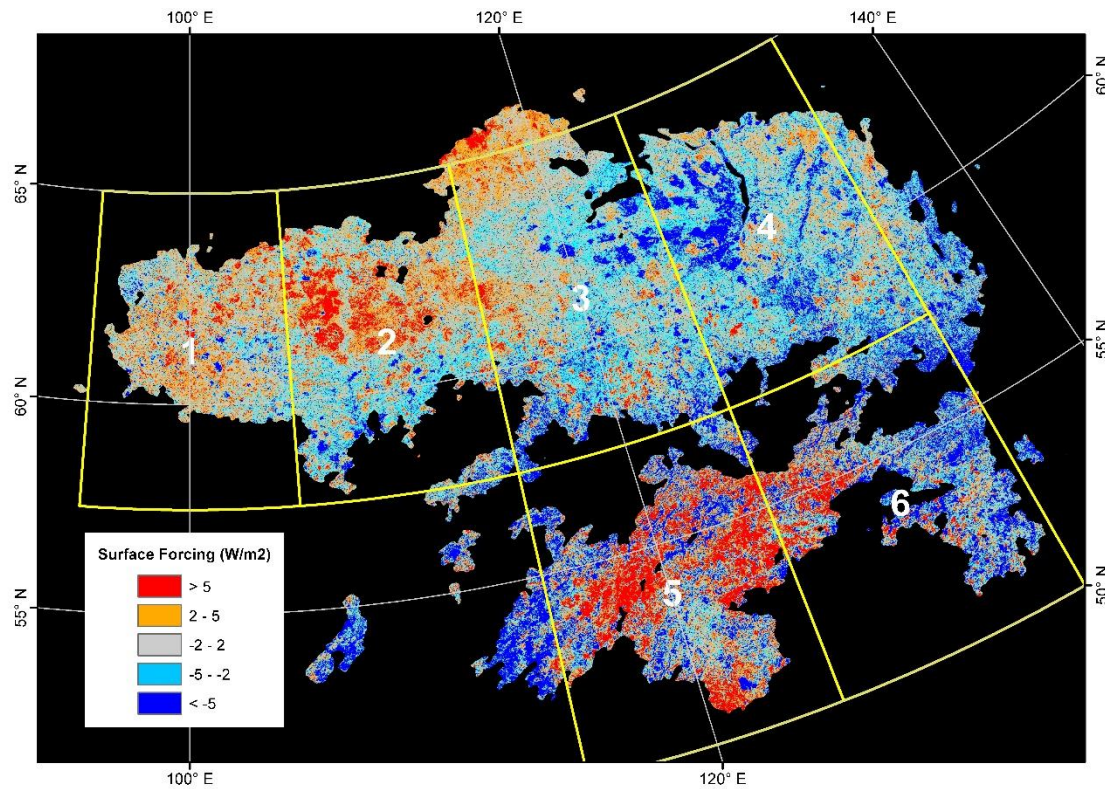 100° E
120° E
140° E
60° N
65° N
4
3
2
1
60° N
55° N
6
5
Surface Forcing (W/m2)
> 5
2 - 5
-2 - 2
-5 - -2
< -5
55° N
50° N
100° E
120° E